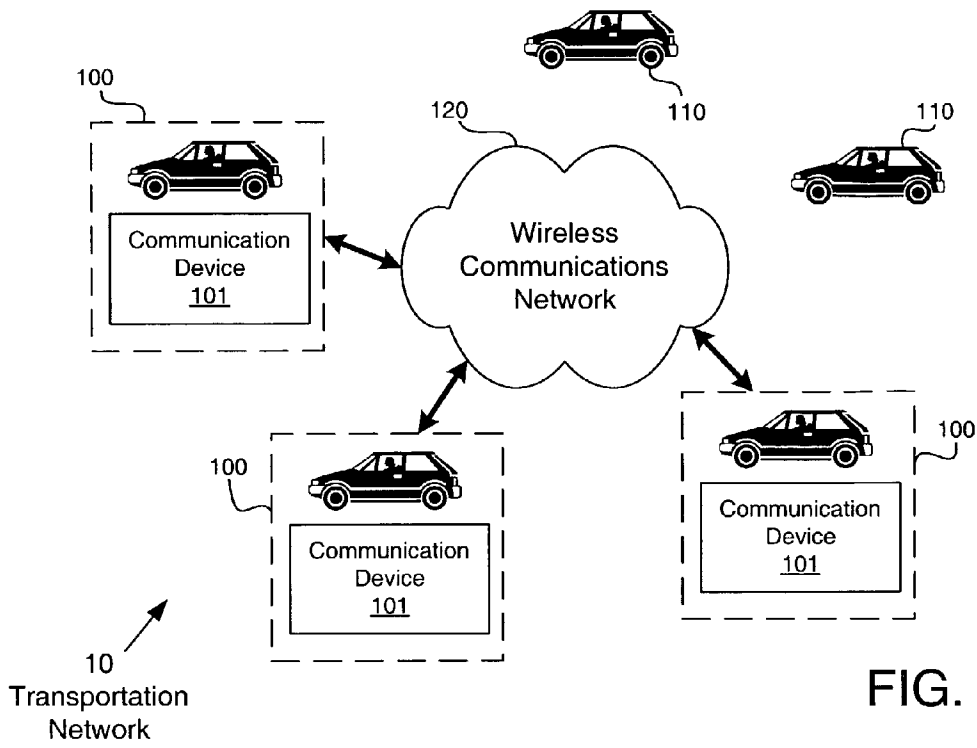 110
100
120
110
Communication
Device
101
Wireless
Communications
Network
100
Communication
Device
101
100
Communication
Device
101
10
Transportation
Network
FIG.